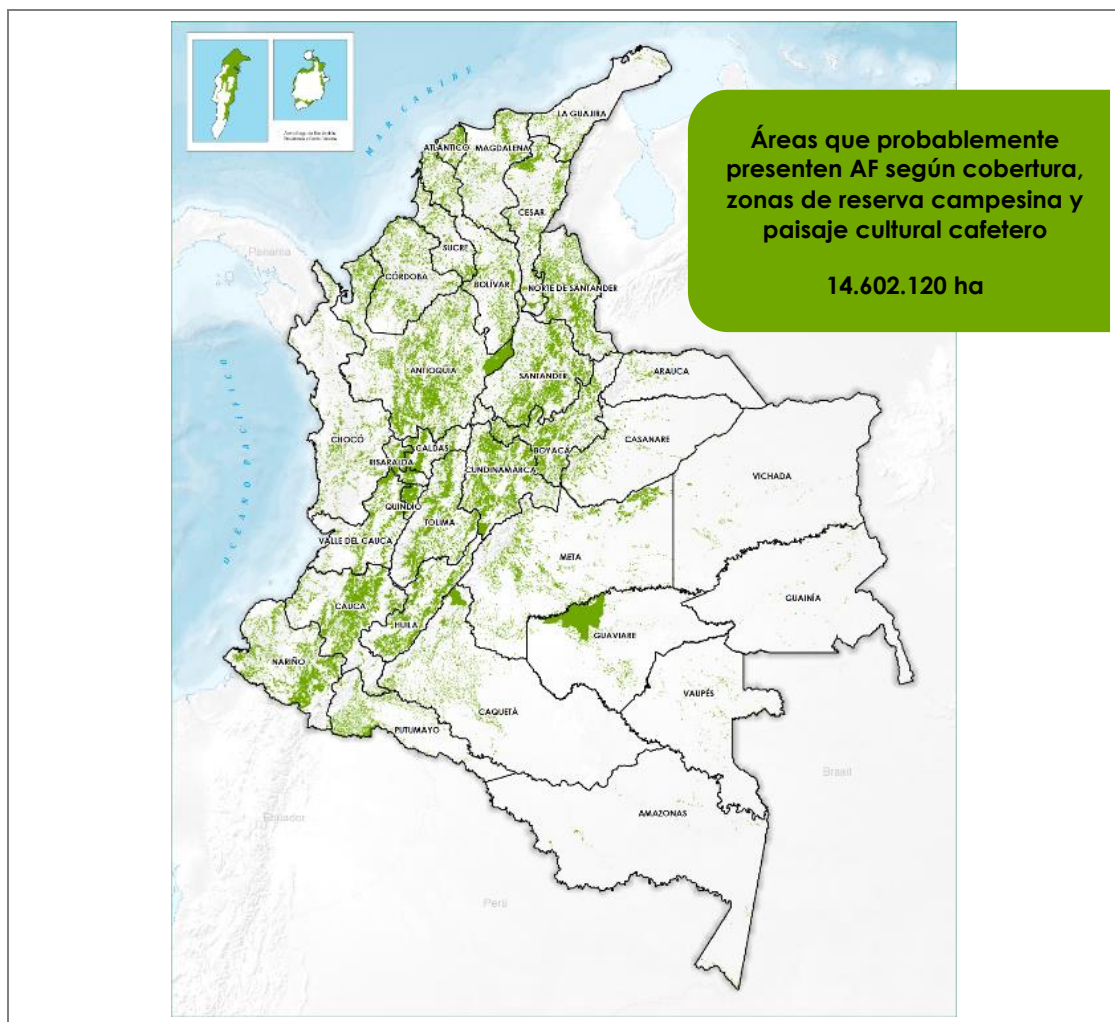 MAR CARIBE
LA GUAJIRA
ATLÁNTICO
MAGDALENA
CESAR
Panamá
SUCRE
CÓRDOBA
BOLÍVAR
NORTE DE SANTANDER
Áreas que probablemente
presenten AF según cobertura,
zonas de reserva campesina y
paisaje cultural cafetero
14.602.120 ha
OCÉANO PACÍFICO
ANTIOQUIA
SANTANDER
ARAUCA
CHOCÓ
CALDAS
BOYACÁ
CASANARE
RISARALDA
CUNDINAMARCA
VICHADA
QUINDÍO
TOLIMA
VALLE DEL CAUCA
META
GUAINÍA
CAUCA
HUILA
GUAVIARE
NARIÑO
VAUPÉS
CAQUETÁ
PUTUMAYO
Brasil
Ecuador
AMAZONAS
Perú